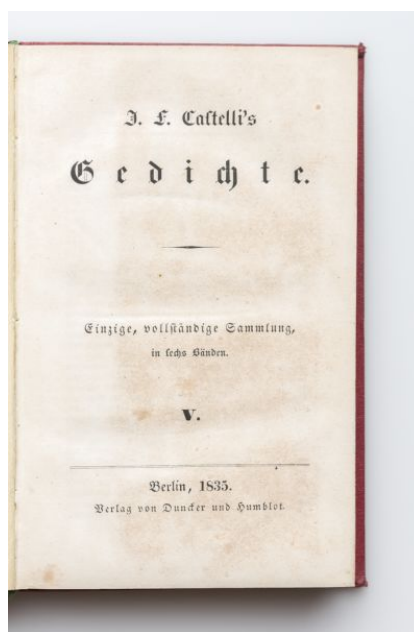 J. F. Castelli's
Gedichte.
Einzige, vollständige Sammlung,
in sechs Bänden.
V.
Berlin, 1835.
Verlag von Duncker und Humblot.